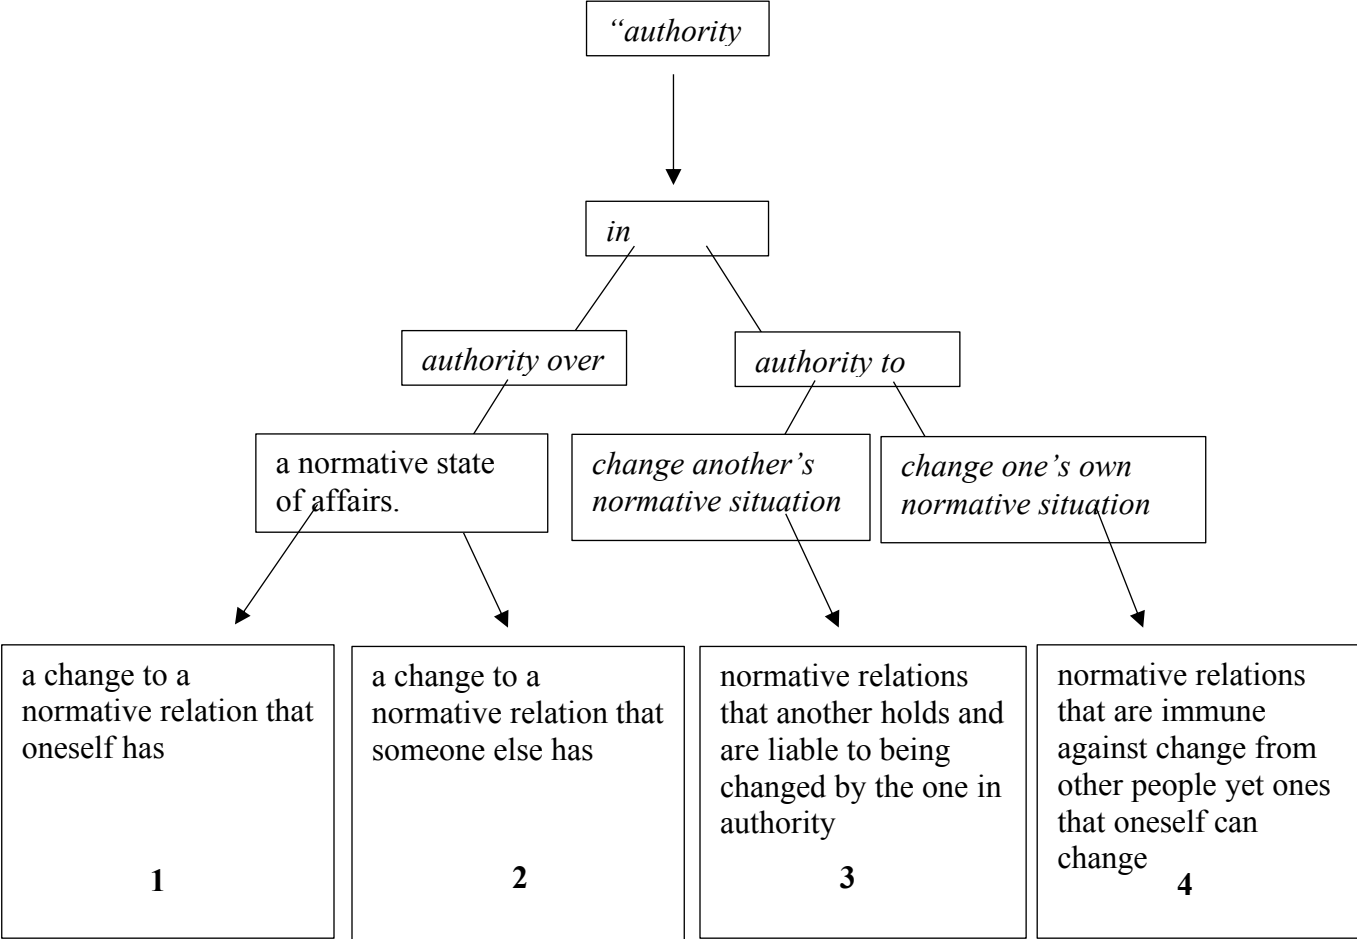 “authority
in
authority over
authority to
a normative state
of affairs.
change another’s
normative situation
change one’s own
normative situation
a change to a
normative relation that
oneself has
1
a change to a
normative relation that
someone else has
2
normative relations
that another holds and
are liable to being
changed by the one in
authority
3
normative relations
that are immune
against change from
other people yet ones
that oneself can
change
4